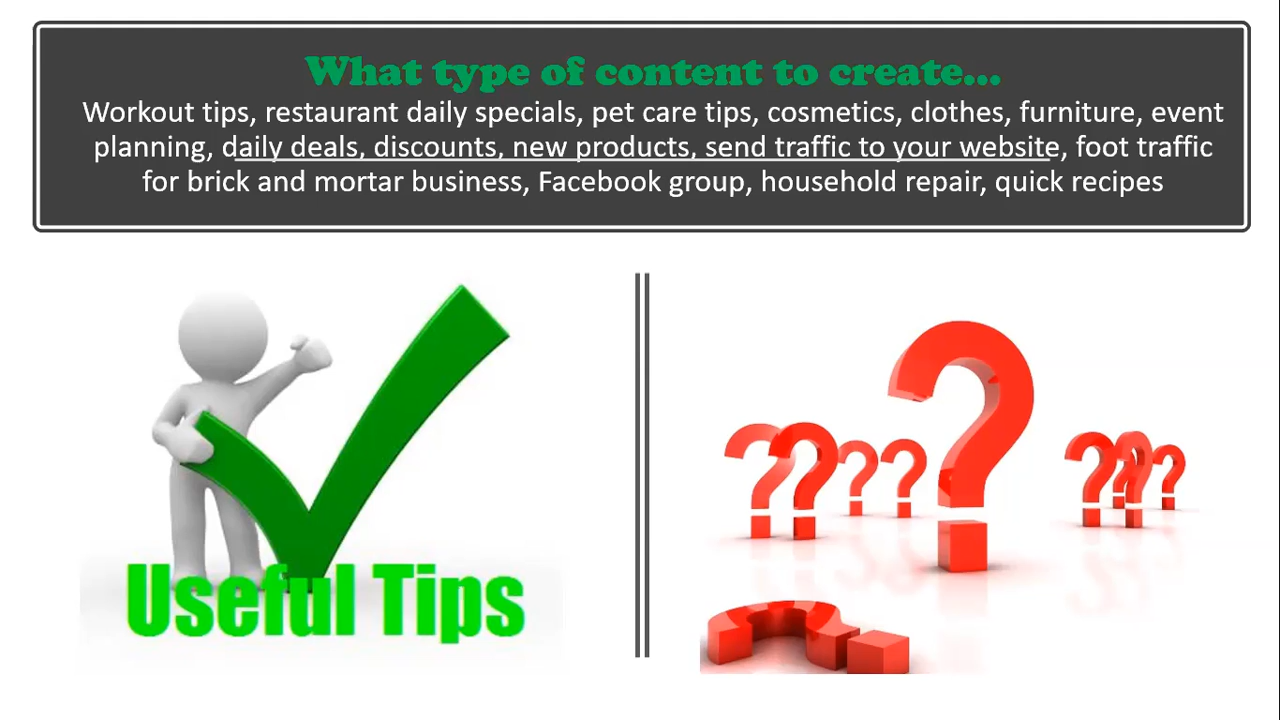 What type of content to create...
Workout tips, restaurant daily specials, pet care tips, cosmetics, clothes, furniture, event
planning, daily deals, discounts, new products, send traffic to your website, foot traffic
for brick and mortar business, Facebook group, household repair, quick recipes
Useful Tips